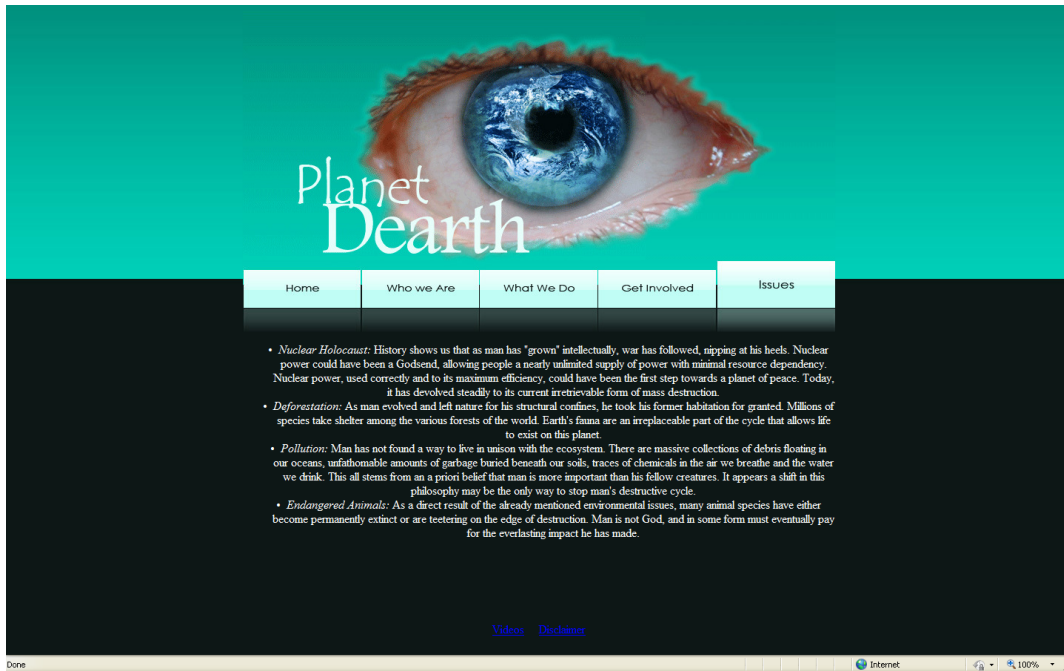 Planet
Dearth
Home Who we Are What We Do Get Involved Issues
• Nuclear Holocaust: History shows us that as man has "grown" intellectually, war has followed, nipping at his heels. Nuclear
power could have been a Godsend, allowing people a nearly unlimited supply of power with minimal resource dependency.
Nuclear power, used correctly and to its maximum efficiency, could have been the first step towards a planet of peace. Today,
it has devolved steadily to its current irretrievable form of mass destruction.
• Deforestation: As man evolved and left nature for his structural confines, he took his former habitation for granted. Millions of
species take shelter among the various forests of the world. Earth's fauna are an irreplaceable part of the cycle that allows life
to exist on this planet.
• Pollution: Man has not found a way to live in unison with the ecosystem. There are massive collections of debris floating in
our oceans, unfathomable amounts of garbage buried beneath our soils, traces of chemicals in the air we breathe and the water
we drink. This all stems from an a priori belief that man is more important than his fellow creatures. It appears a shift in this
philosophy may be the only way to stop man's destructive cycle.
• Endangered Animals: As a direct result of the already mentioned environmental issues, many animal species have either
become permanently extinct or are teetering on the edge of destruction. Man is not God, and in some form must eventually pay
for the everlasting impact he has made.
Videos Disclaimer
Done Internet 100%